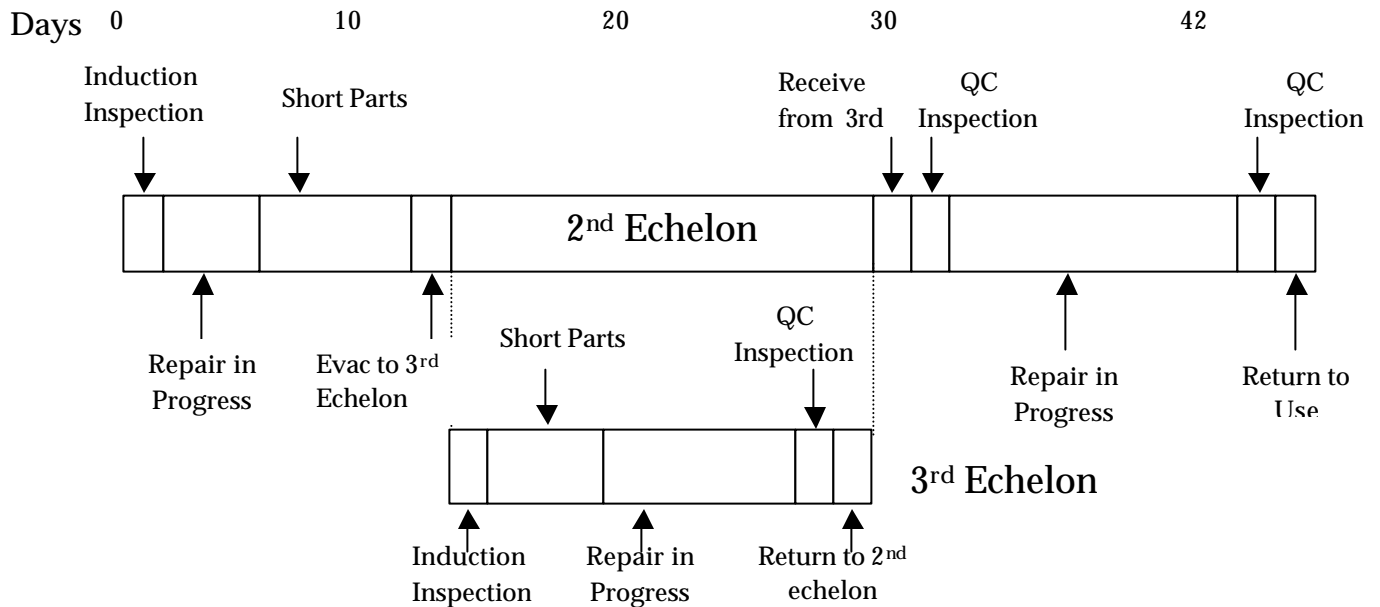 Days 0 10 20 30 42
Induction
Inspection
Short Parts
Receive
from 3rd
QC
Inspection
QC
Inspection
2nd Echelon
Repair in
Progress
Evac to 3rd
Echelon
Short Parts
QC
Inspection
Repair in
Progress
Return to
Use
3rd Echelon
Induction
Inspection
Repair in
Progress
Return to 2nd
echelon